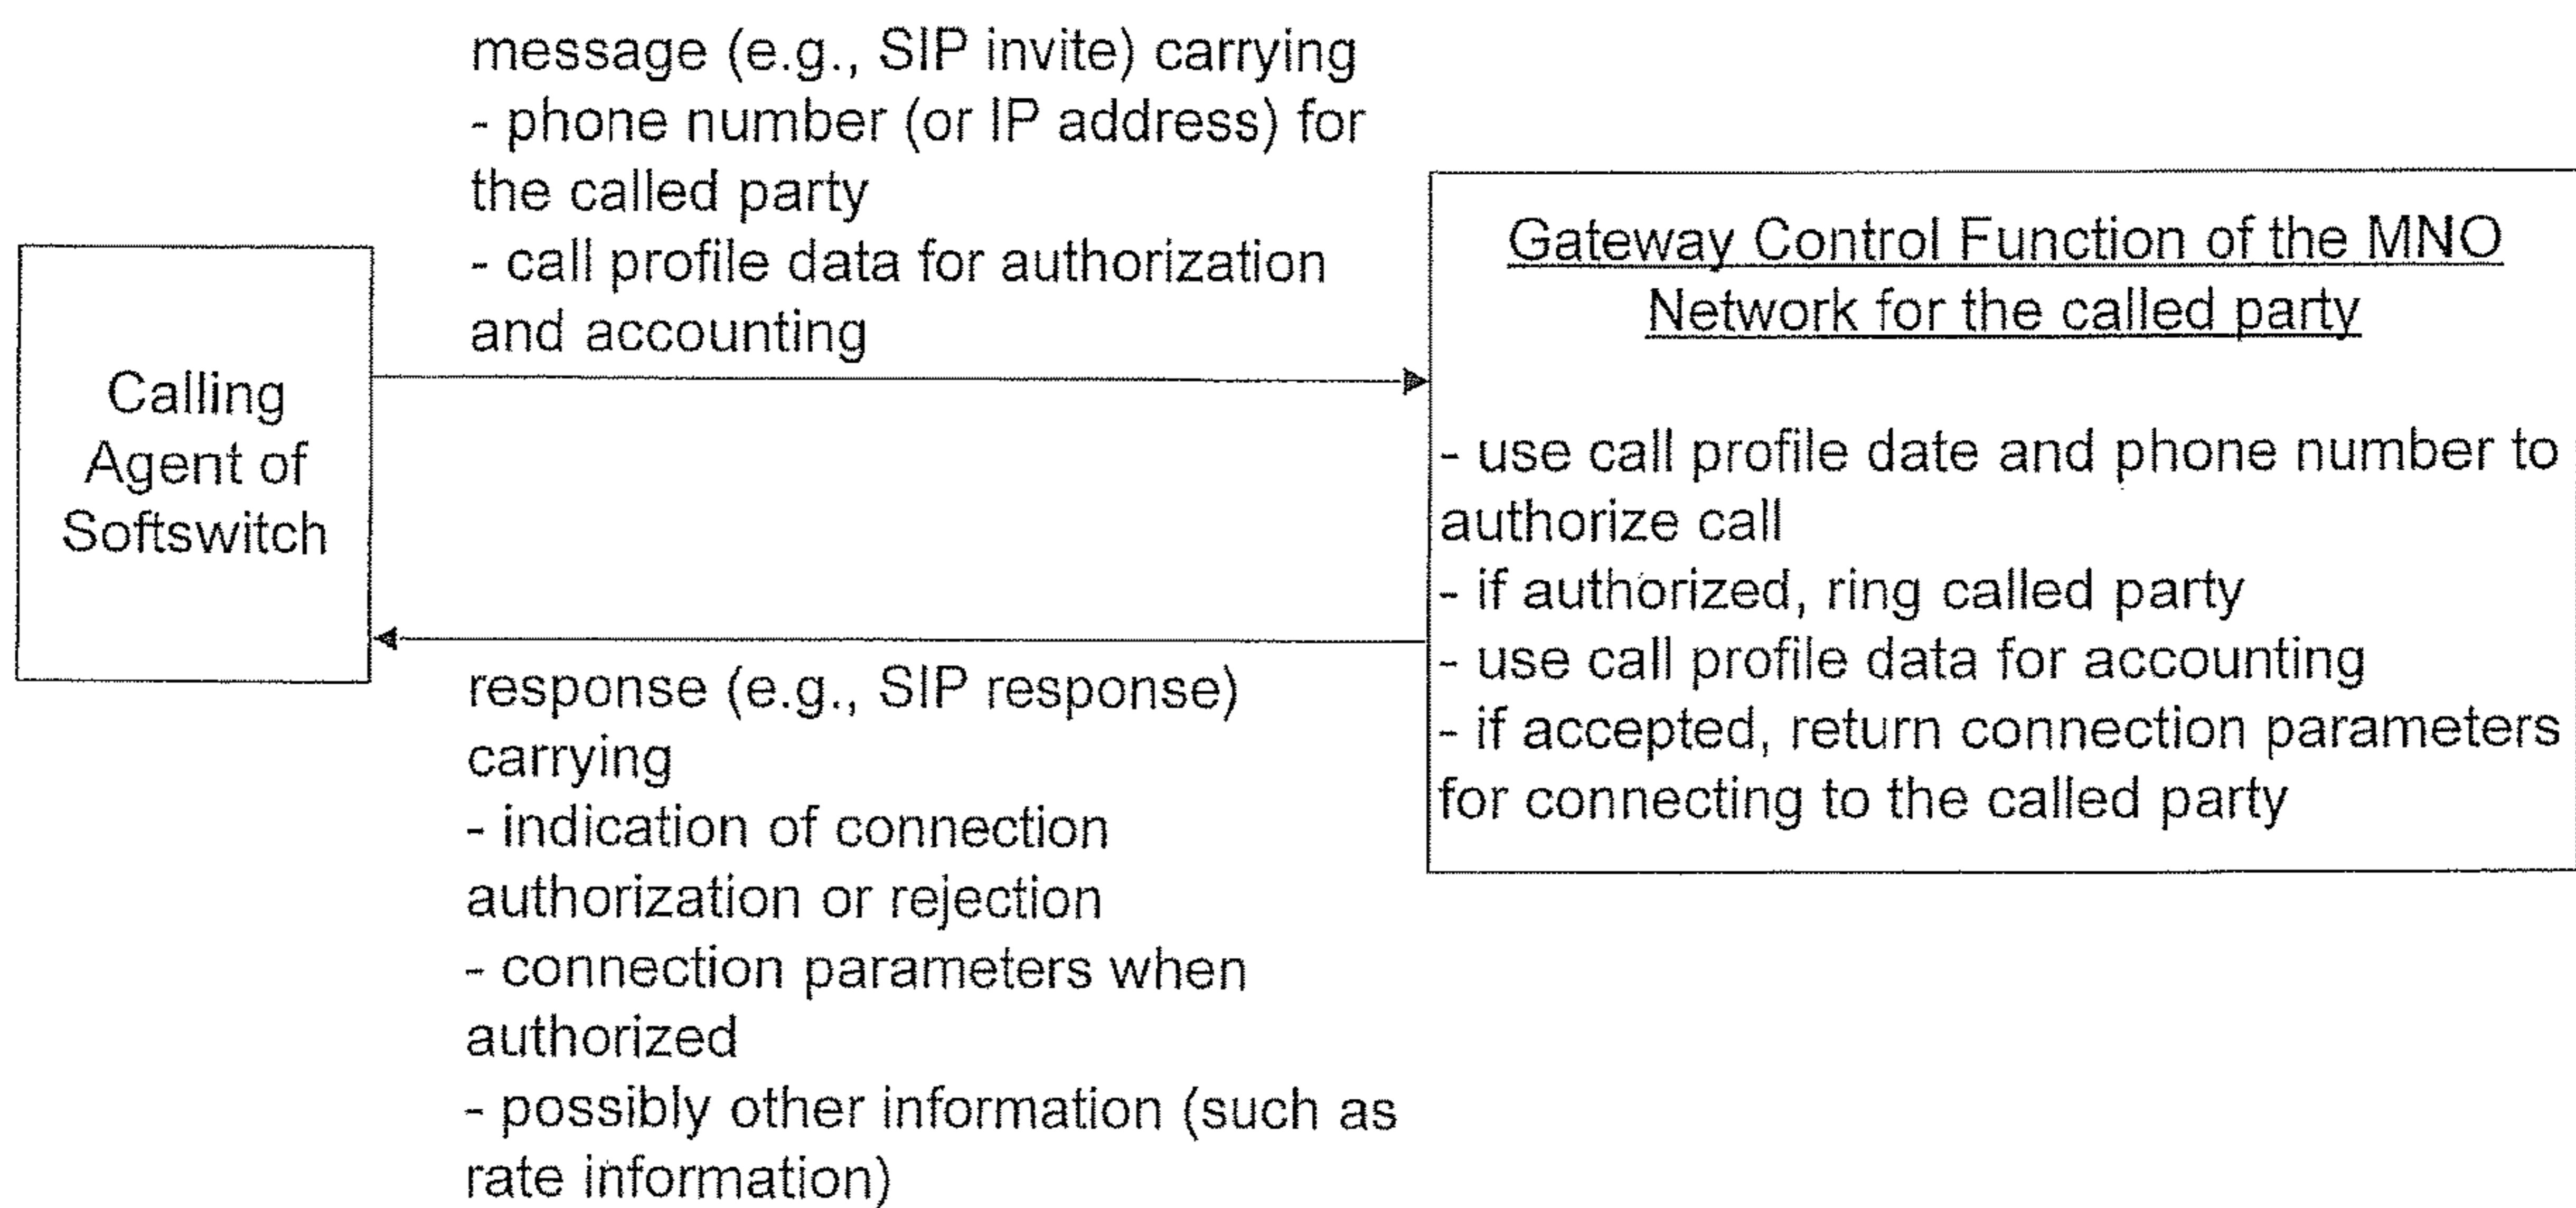 message (e.g., SIP invite) carrying
- phone number (or IP address) for
the called party
- call profile data for authorization
and accounting
Calling
Agent of
Softswitch
Gateway Control Function of the MNO
Network for the called party
- use call profile date and phone number to
authorize call
- if authorized, ring called party
- use call profile data for accounting
- if accepted, return connection parameters
for connecting to the called party
response (e.g., SIP response)
carrying
- indication of connection
authorization or rejection
- connection parameters when
authorized
- possibly other information (such as
rate information)